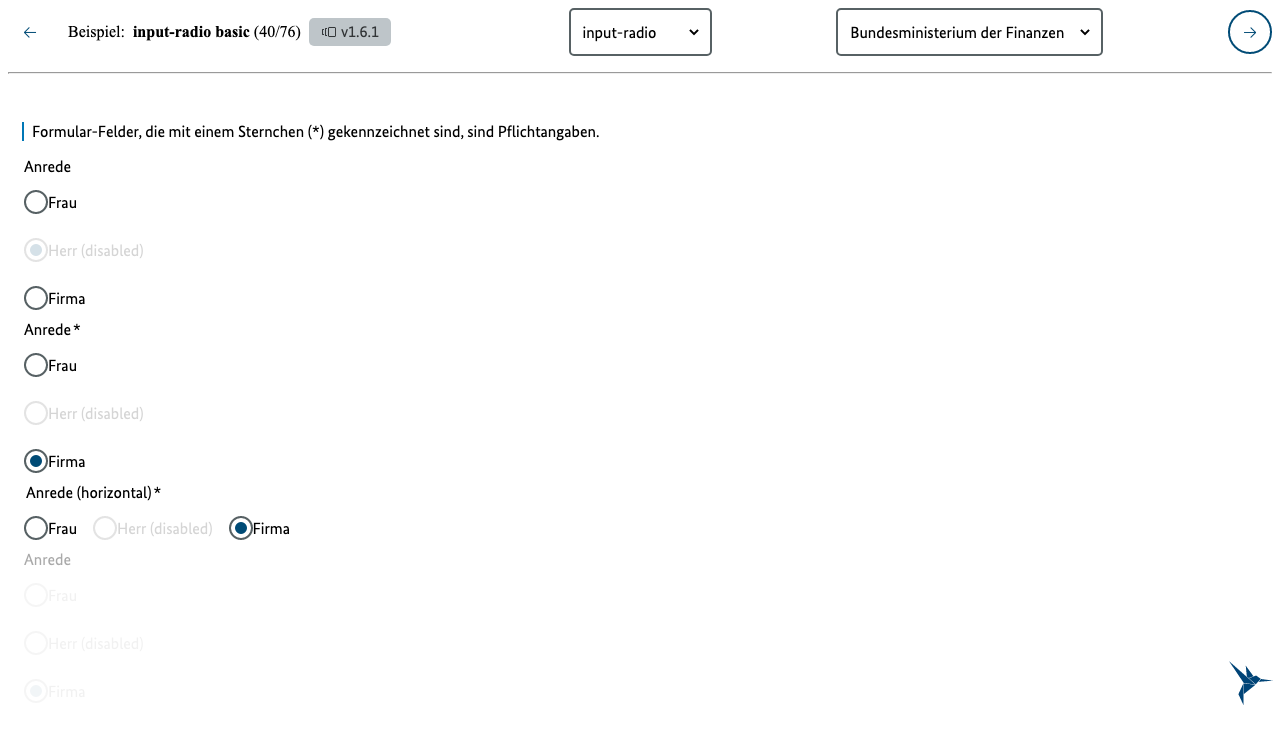 Beispiel: input-radio basic (40/76) v1.6.1 input-radio Bundesministerium der Finanzen
Formular-Felder, die mit einem Sternchen (*) gekennzeichnet sind, sind Pflichtangaben.
Anrede
Frau
Herr (disabled)
Firma
Anrede*
Frau
Herr (disabled)
Firma
Anrede (horizontal)*
Frau Herr (disabled) Firma
Anrede
Frau
Herr (disabled)
Firma